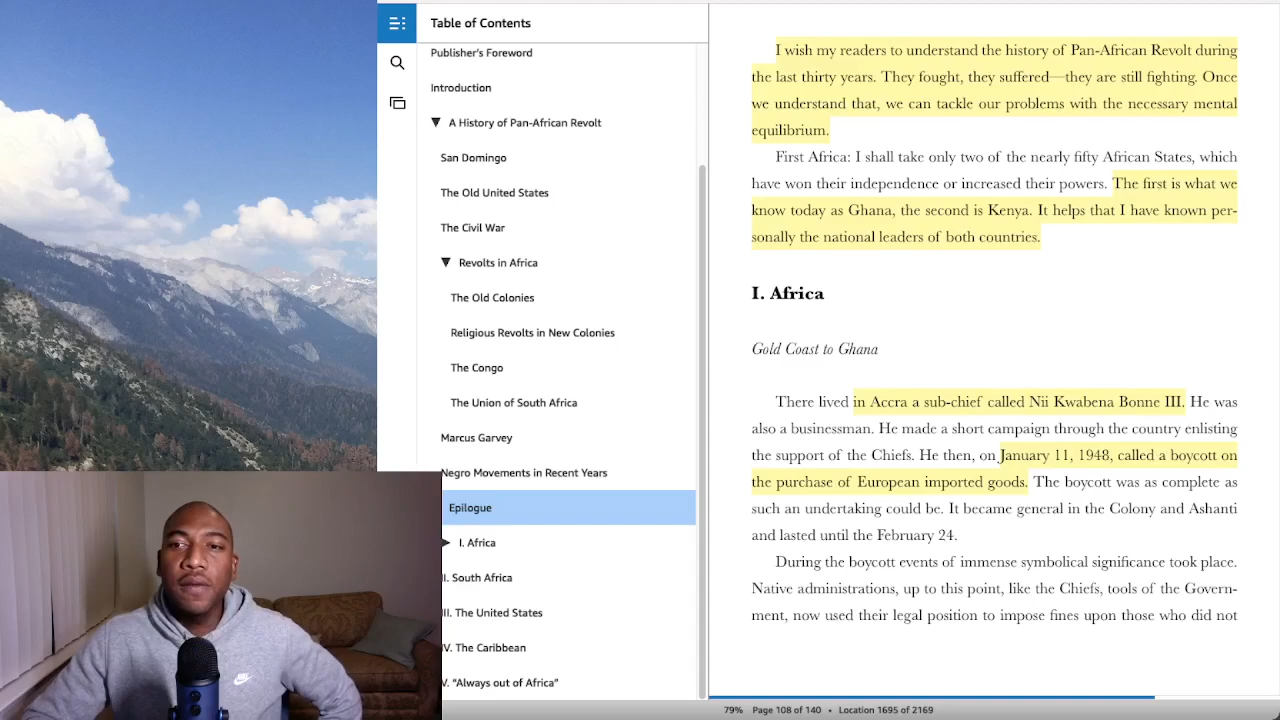 Table of Contents
Publisher's Foreword
Introduction
A History of Pan-African Revolt
San Domingo
The Old United States
The Civil War
Revolts in Africa
The Old Colonies
Religious Revolts in New Colonies
The Congo
The Union of South Africa
Marcus Garvey
Negro Movements in Recent Years
Epilogue
I. Africa
I. South Africa
II. The United States
V. The Caribbean
V. “Always out of Africa”
I wish my readers to understand the history of Pan-African Revolt during
the last thirty years. They fought, they suffered—they are still fighting. Once
we understand that, we can tackle our problems with the necessary mental
equilibrium.
First Africa: I shall take only two of the nearly fifty African States, which
have won their independence or increased their powers. The first is what we
know today as Ghana, the second is Kenya. It helps that I have known per-
sonally the national leaders of both countries.
I. Africa
Gold Coast to Ghana
There lived in Accra a sub-chief called Nii Kwabena Bonne III. He was
also a businessman. He made a short campaign through the country enlisting
the support of the Chiefs. He then, on January 11, 1948, called a boycott on
the purchase of European imported goods. The boycott was as complete as
such an undertaking could be. It became general in the Colony and Ashanti
and lasted until the February 24.
During the boycott events of immense symbolical significance took place.
Native administrations, up to this point, like the Chiefs, tools of the Govern-
ment, now used their legal position to impose fines upon those who did not
79% Page 108 of 140 • Location 1695 of 2169